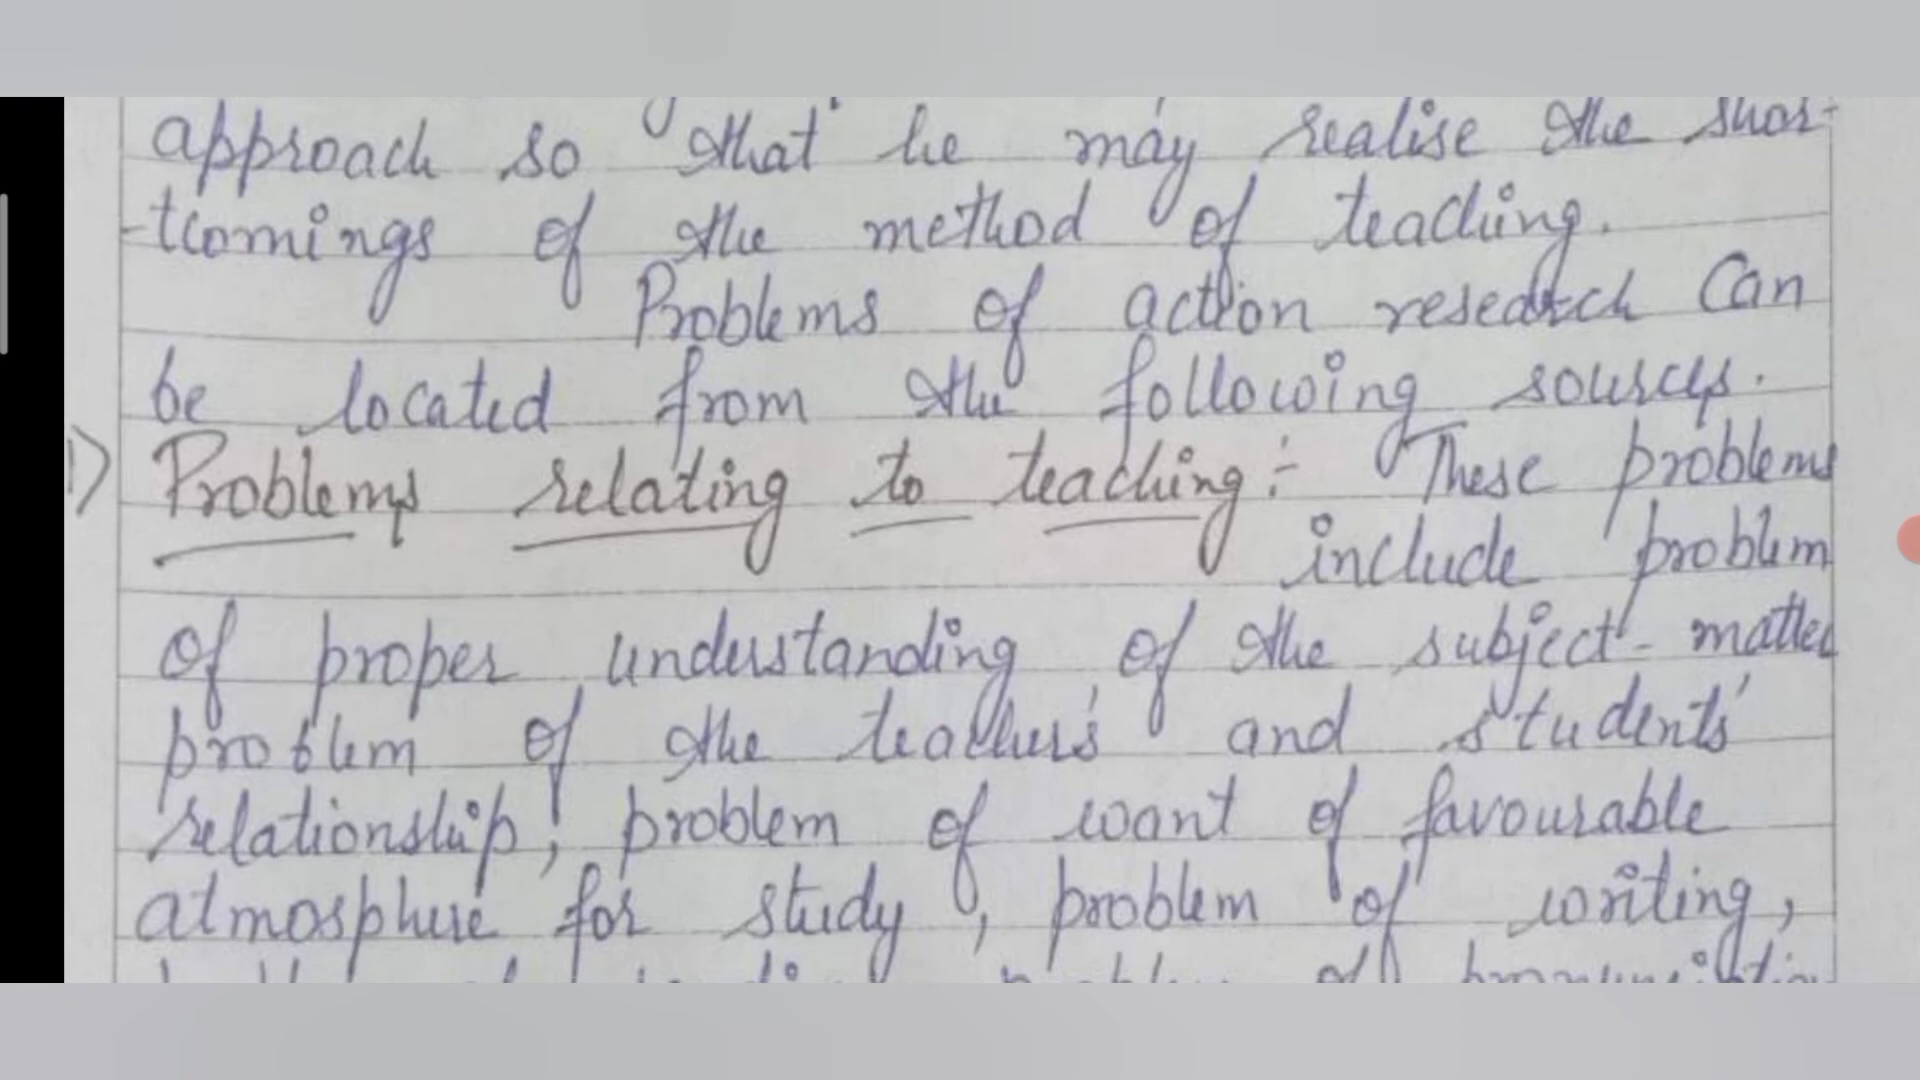 approach so that he may realise the shor-
-tcomings of the method of teaching.
Problems of action research can
be located from the following sources.
1) Problems relating to teaching :- These problems
include problem
of proper understanding of the subject-matter
problem of the teacher's and students'
relationship, problem of want of favourable
atmosphere for study, problem of writing,
problem of pronunciation